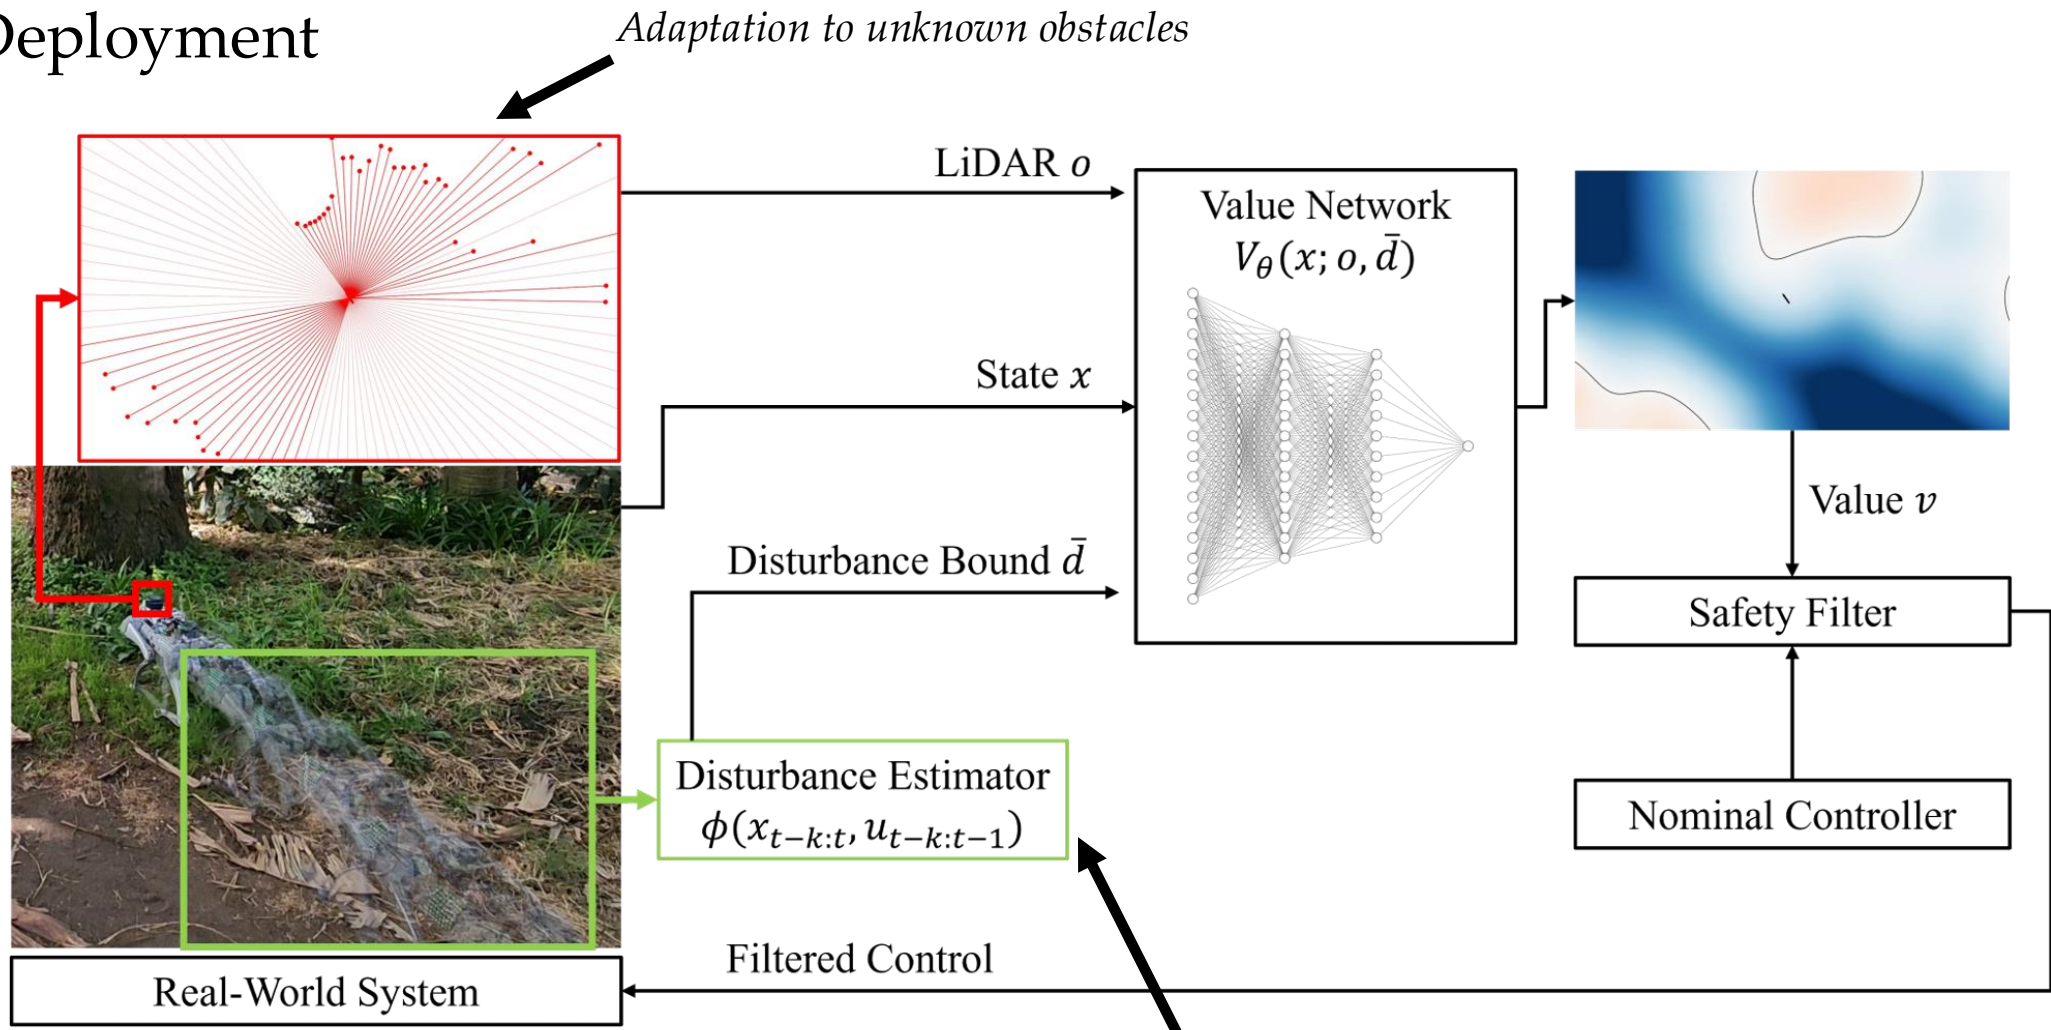 Deployment
Adaptation to unknown obstacles
LiDAR o
Value Network
V_θ(x; o, d̄)
State x
Value v
Disturbance Bound d̄
Safety Filter
Disturbance Estimator
ϕ(x_{t−k:t}, u_{t−k:t−1})
Nominal Controller
Filtered Control
Real-World System